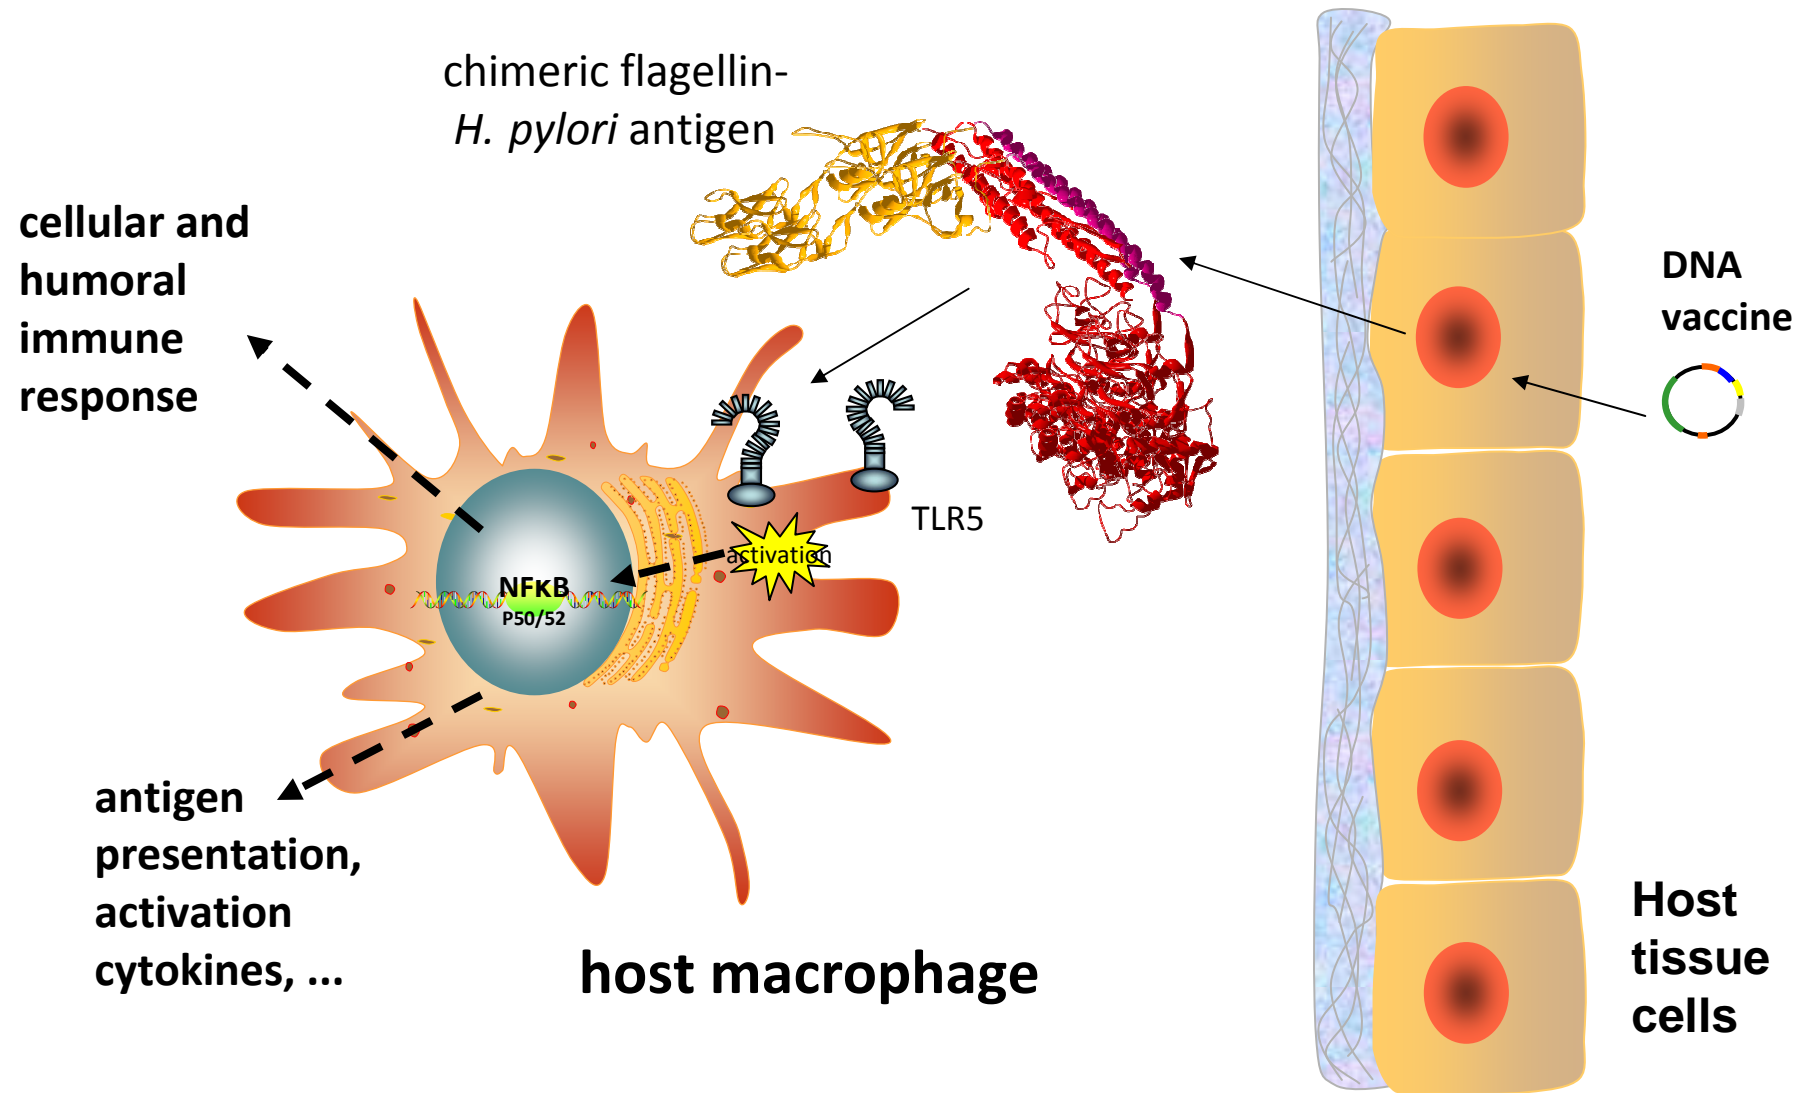 chimeric flagellin-
H. pylori antigen
cellular and
humoral
immune
response
DNA
vaccine
TLR5
activation
NFκB
P50/52
antigen
presentation,
activation
cytokines, ...
host macrophage
Host
tissue
cells